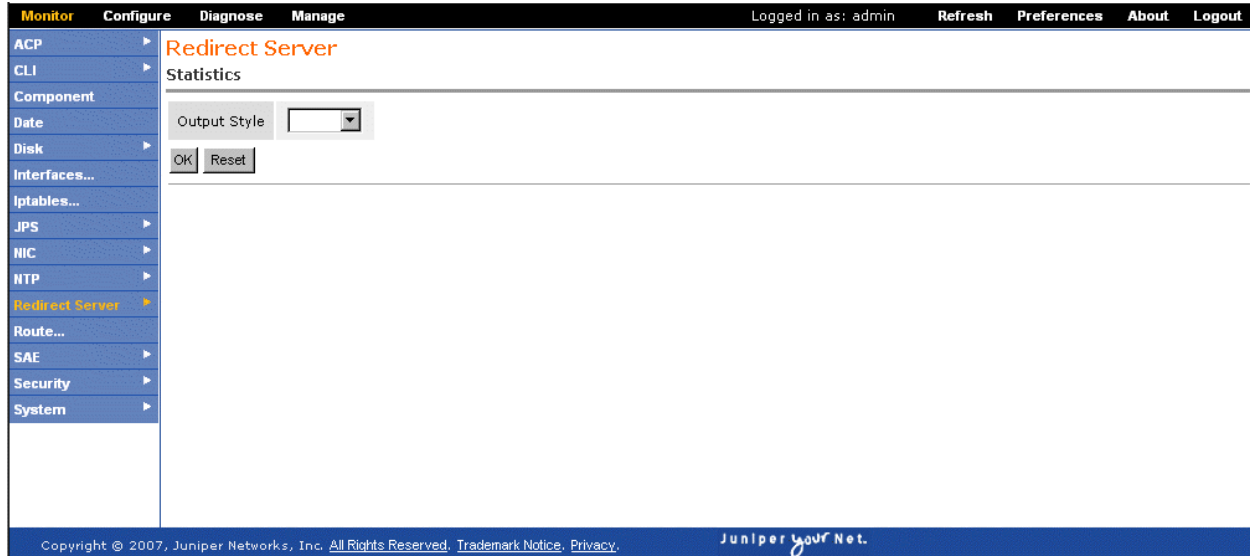 Monitor Configure Diagnose Manage Logged in as: admin Refresh Preferences About Logout
ACP
CLI
Component
Date
Disk
Interfaces...
Iptables...
JPS
NIC
NTP
Redirect Server
Route...
SAE
Security
System
Redirect Server
Statistics
Output Style
OK Reset
Copyright © 2007, Juniper Networks, Inc. All Rights Reserved. Trademark Notice. Privacy.
Juniper your Net.